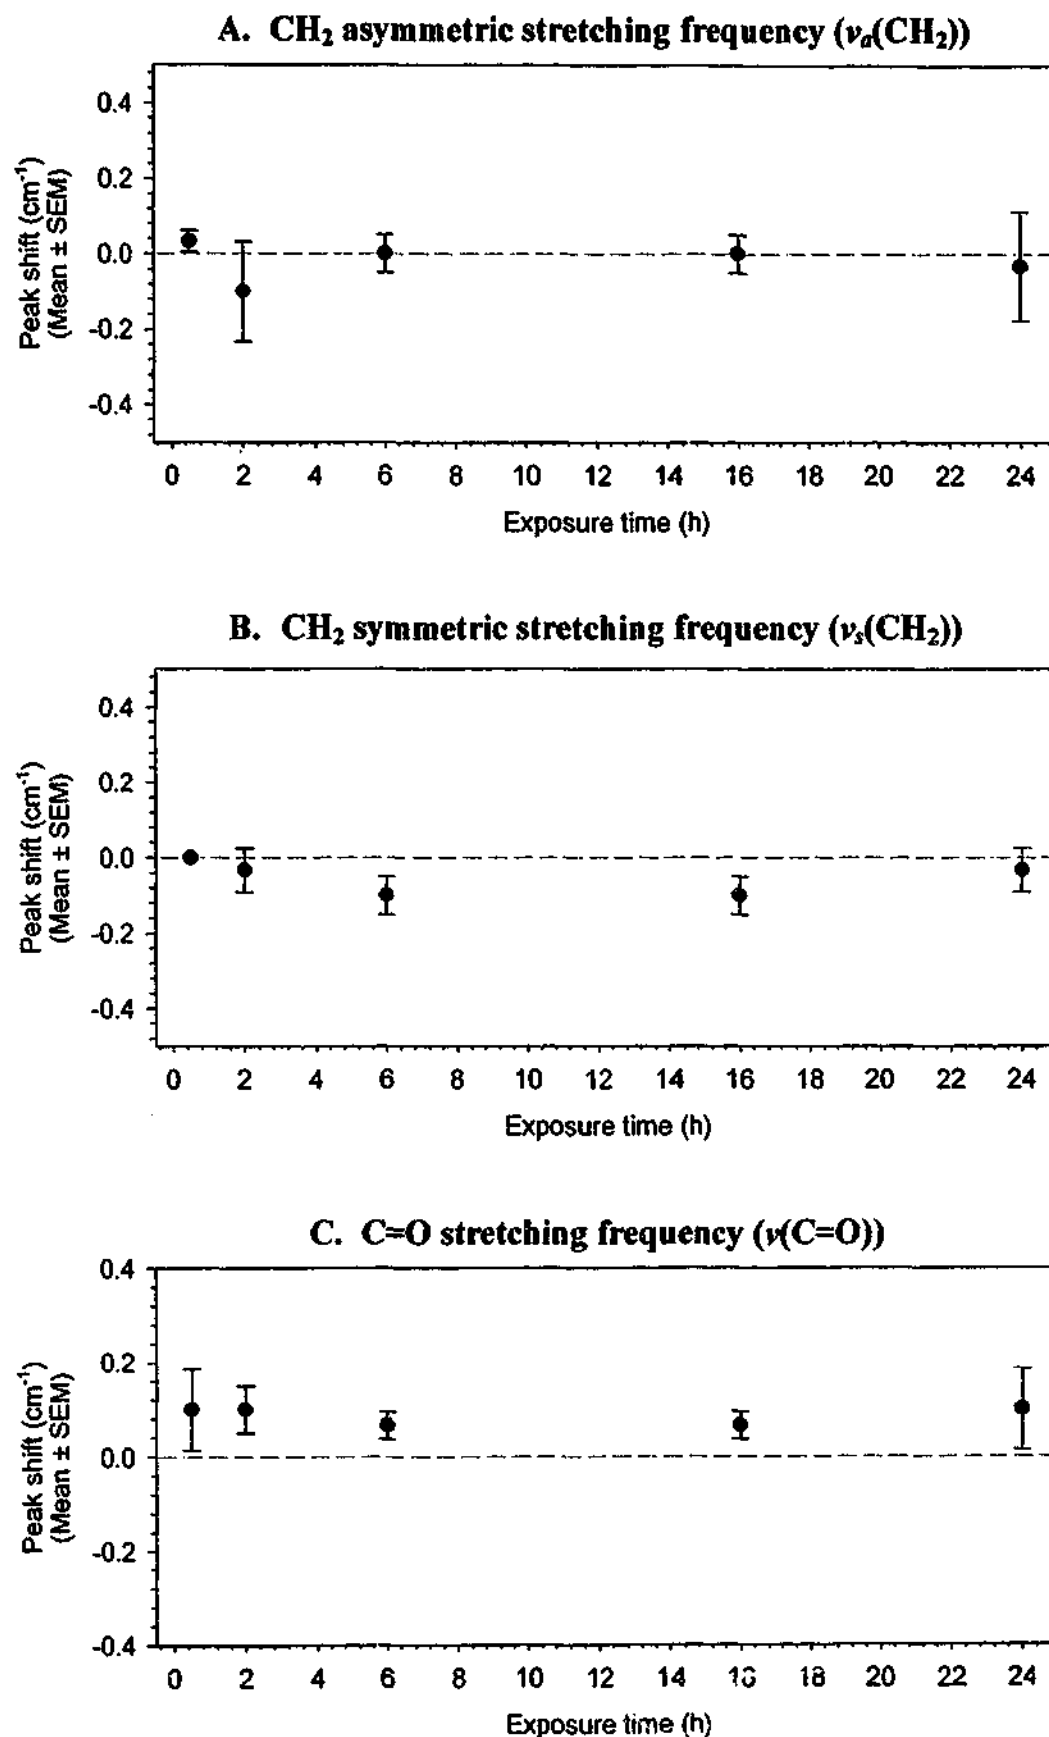 A. CH₂ asymmetric stretching frequency (νₐ(CH₂))
Peak shift (cm⁻¹)
(Mean ± SEM)
0.4
0.2
0.0
-0.2
-0.4
0 2 4 6 8 10 12 14 16 18 20 22 24
Exposure time (h)
B. CH₂ symmetric stretching frequency (νₛ(CH₂))
Peak shift (cm⁻¹)
(Mean ± SEM)
0.4
0.2
0.0
-0.2
-0.4
0 2 4 6 8 10 12 14 16 18 20 22 24
Exposure time (h)
C. C=O stretching frequency (ν(C=O))
Peak shift (cm⁻¹)
(Mean ± SEM)
0.4
0.2
0.0
-0.2
-0.4
0 2 4 6 8 10 12 14 16 18 20 22 24
Exposure time (h)